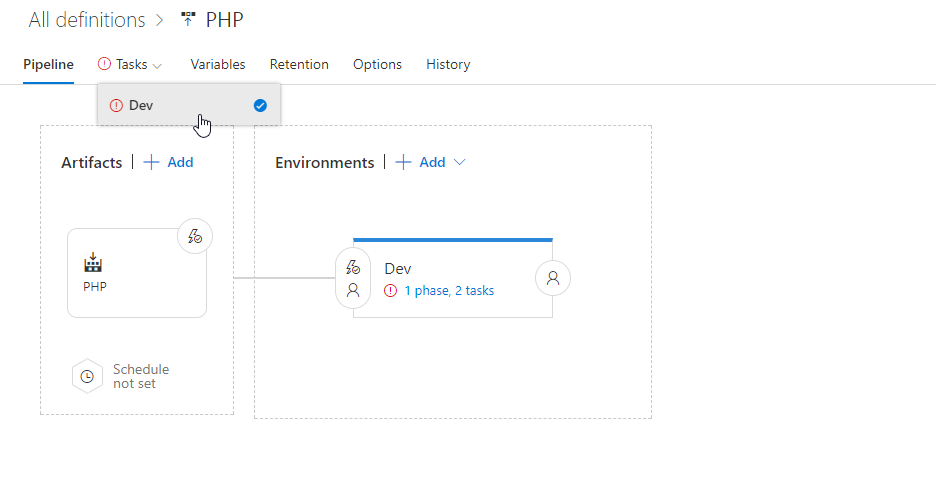 All definitions > PHP
Pipeline Tasks Variables Retention Options History
Dev
Artifacts | + Add
Environments | + Add
PHP
Dev
1 phase, 2 tasks
Schedule
not set